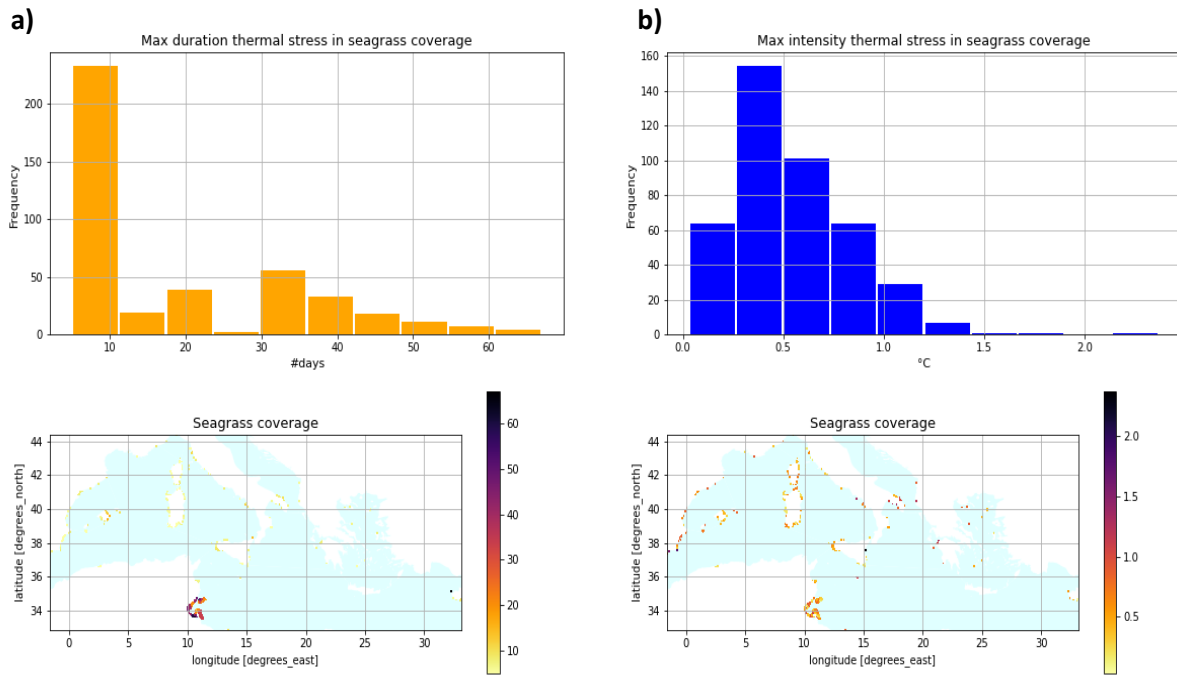 a)
Max duration thermal stress in seagrass coverage
Frequency
200
150
100
50
0
10 20 30 40 50 60
#days
Seagrass coverage
latitude [degrees_north]
44
42
40
38
36
34
0 5 10 15 20 25 30
longitude [degrees_east]
60
50
40
30
20
10
b)
Max intensity thermal stress in seagrass coverage
Frequency
160
140
120
100
80
60
40
20
0
0.0 0.5 1.0 1.5 2.0
°C
Seagrass coverage
latitude [degrees_north]
44
42
40
38
36
34
0 5 10 15 20 25 30
longitude [degrees_east]
2.0
1.5
1.0
0.5